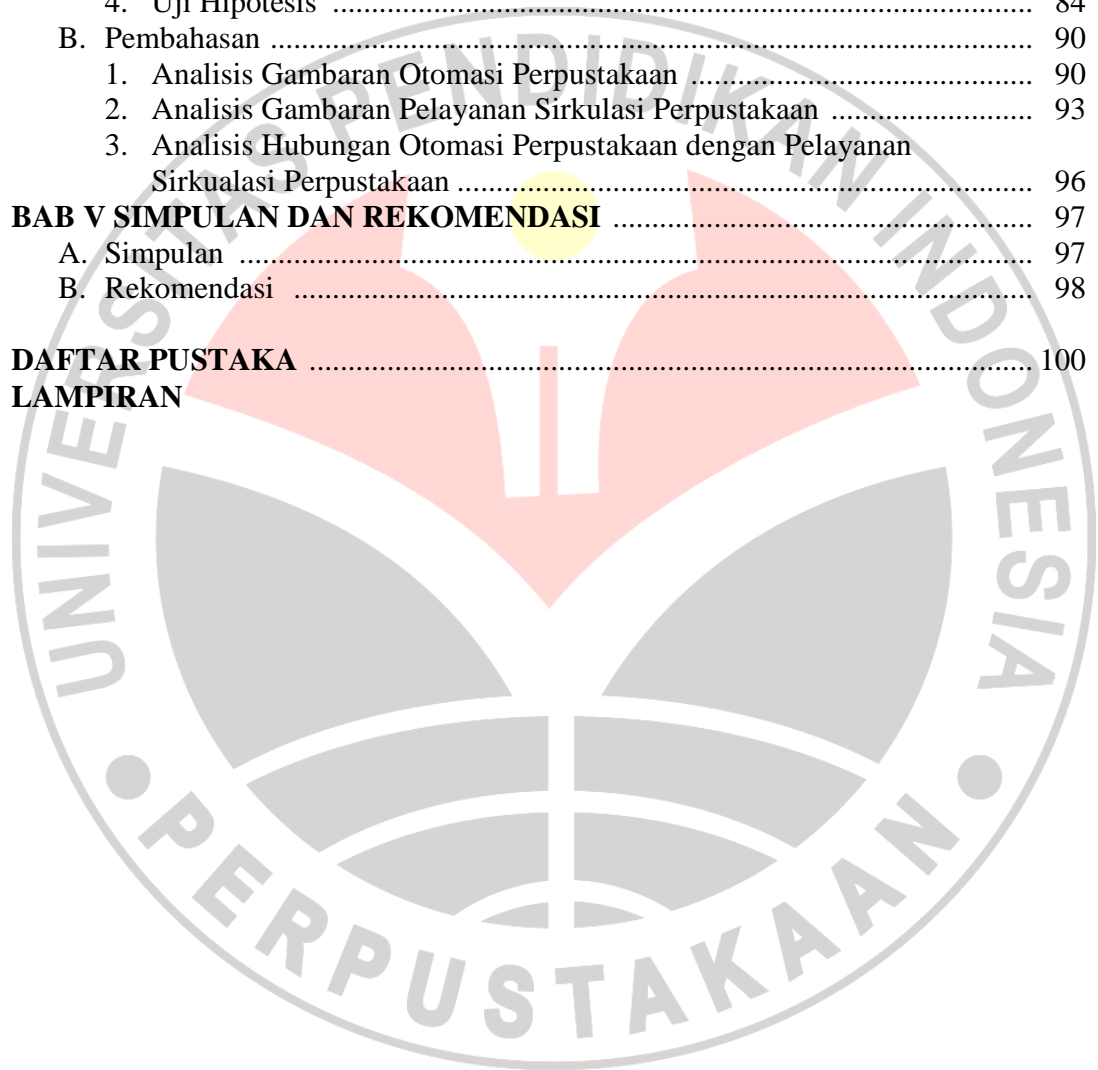 4. Uji Hipotesis ........ 84
B. Pembahasan ........ 90
1. Analisis Gambaran Otomasi Perpustakaan ........ 90
2. Analisis Gambaran Pelayanan Sirkulasi Perpustakaan ........ 93
3. Analisis Hubungan Otomasi Perpustakaan dengan Pelayanan
Sirkualasi Perpustakaan ........ 96
BAB V SIMPULAN DAN REKOMENDASI ........ 97
A. Simpulan ........ 97
B. Rekomendasi ........ 98
DAFTAR PUSTAKA ........ 100
LAMPIRAN
UNIVERSITAS PENDIDIKAN INDONESIA
PERPUSTAKAAN